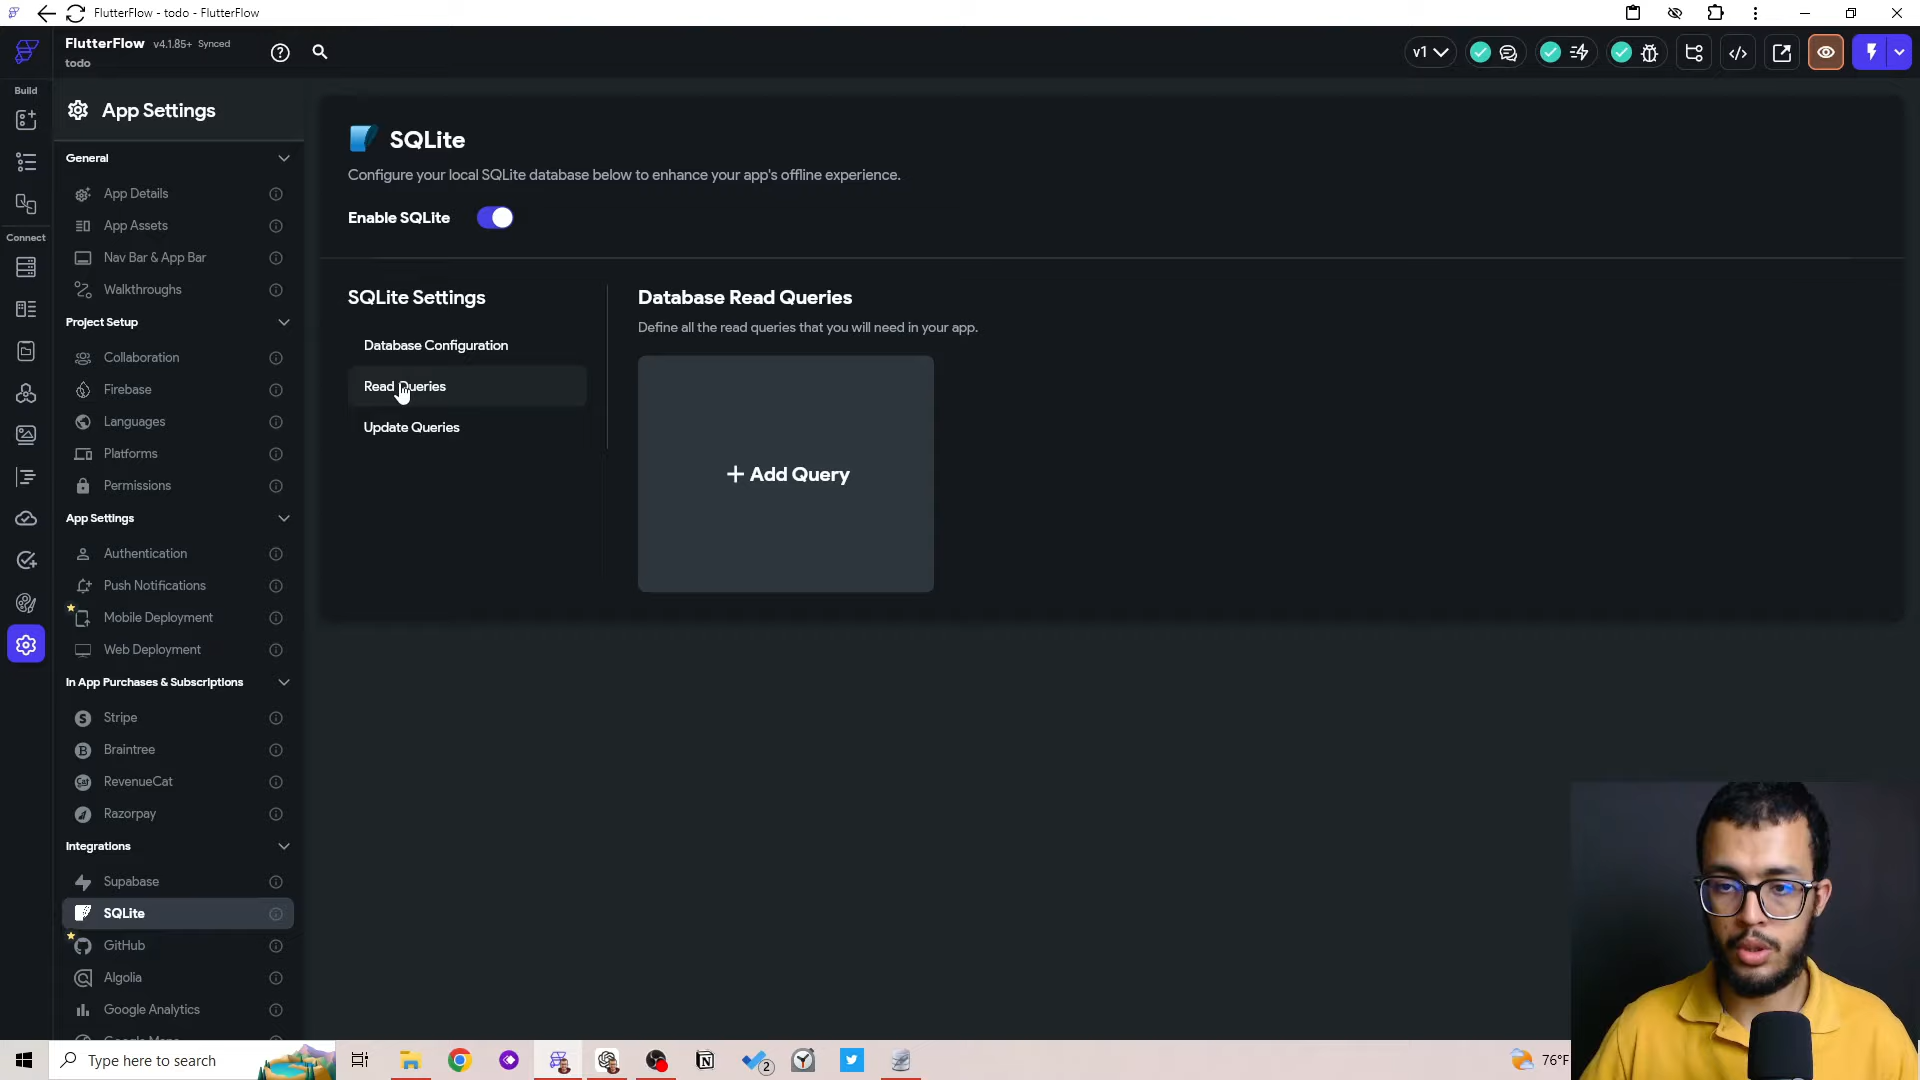 FlutterFlow - todo - FlutterFlow
FlutterFlow v4.1.85+ Synced
todo
v1
Build
Connect
App Settings
General
App Details
App Assets
Nav Bar & App Bar
Walkthroughs
Project Setup
Collaboration
Firebase
Languages
Platforms
Permissions
App Settings
Authentication
Push Notifications
Mobile Deployment
Web Deployment
In App Purchases & Subscriptions
Stripe
Braintree
RevenueCat
Razorpay
Integrations
Supabase
SQLite
GitHub
Algolia
Google Analytics
SQLite
Configure your local SQLite database below to enhance your app's offline experience.
Enable SQLite
SQLite Settings
Database Configuration
Read Queries
Update Queries
Database Read Queries
Define all the read queries that you will need in your app.
+ Add Query
Type here to search
2
76°F